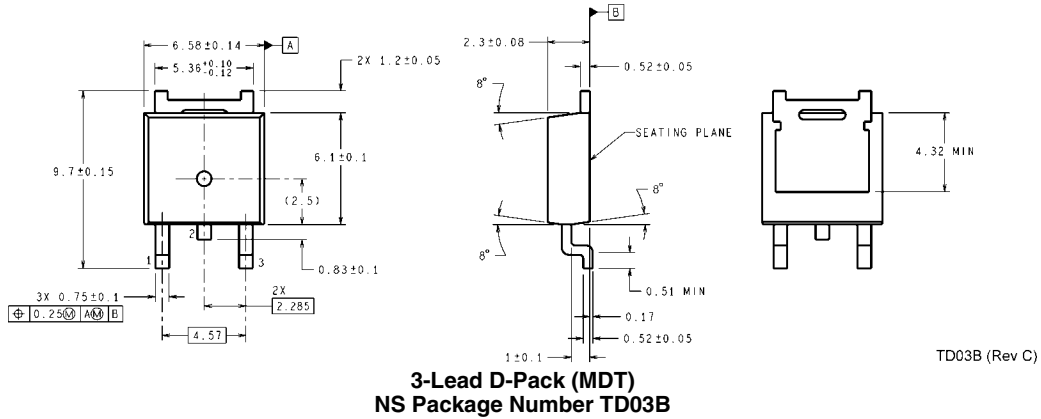 B
6.58±0.14
A
2.3±0.08
5.36+0.10
-0.12
2X 1.2±0.05
0.52±0.05
8°
SEATING PLANE
9.7±0.15
6.1±0.1
4.32 MIN
(2.5)
8°
2
8°
1
3
0.83±0.1
0.51 MIN
3X 0.75±0.1
2X
⌖ 0.25Ⓜ AⓂ B
2.285
0.17
4.57
0.52±0.05
1±0.1
TD03B (Rev C)
3-Lead D-Pack (MDT)
NS Package Number TD03B